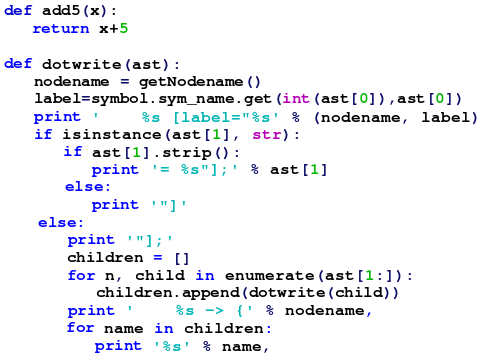 def add5(x):
   return x+5

def dotwrite(ast):
   nodename = getNodename()
   label=symbol.sym_name.get(int(ast[0]),ast[0])
   print '    %s [label="%s' % (nodename, label)
   if isinstance(ast[1], str):
      if ast[1].strip():
         print '= %s"];' % ast[1]
      else:
         print '"]'
   else:
      print '"];'
      children = []
      for n, child in enumerate(ast[1:]):
         children.append(dotwrite(child))
      print '    %s -> {' % nodename,
      for name in children:
         print '%s' % name,